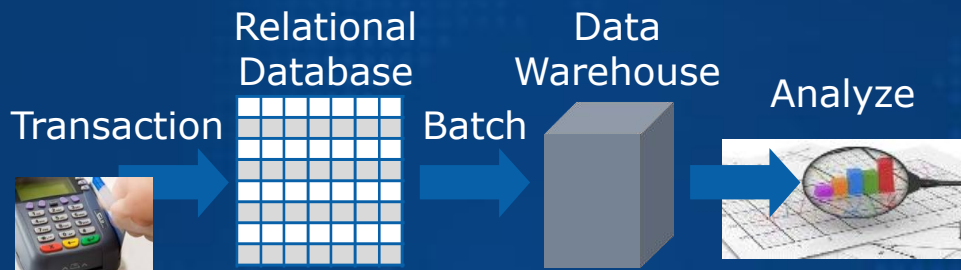 Relational
Database
Data
Warehouse
Analyze
Transaction
Batch